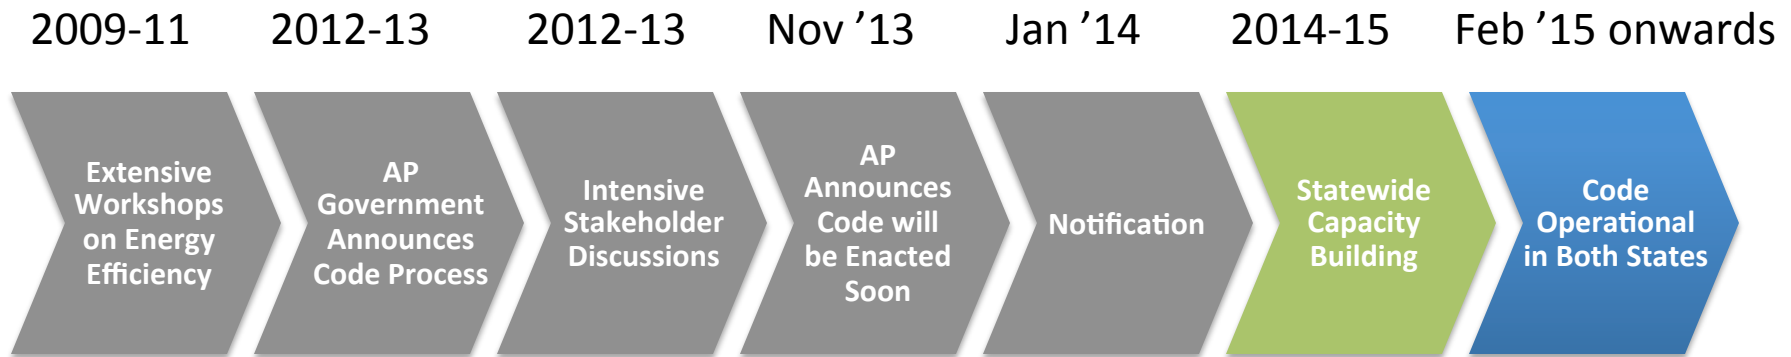 2009-11
2012-13
2012-13
Nov ’13
Jan ’14
2014-15
Feb ’15 onwards
Extensive
Workshops
on Energy
Efficiency
AP
Government
Announces
Code Process
Intensive
Stakeholder
Discussions
AP
Announces
Code will
be Enacted
Soon
Notification
Statewide
Capacity
Building
Code
Operational
in Both States